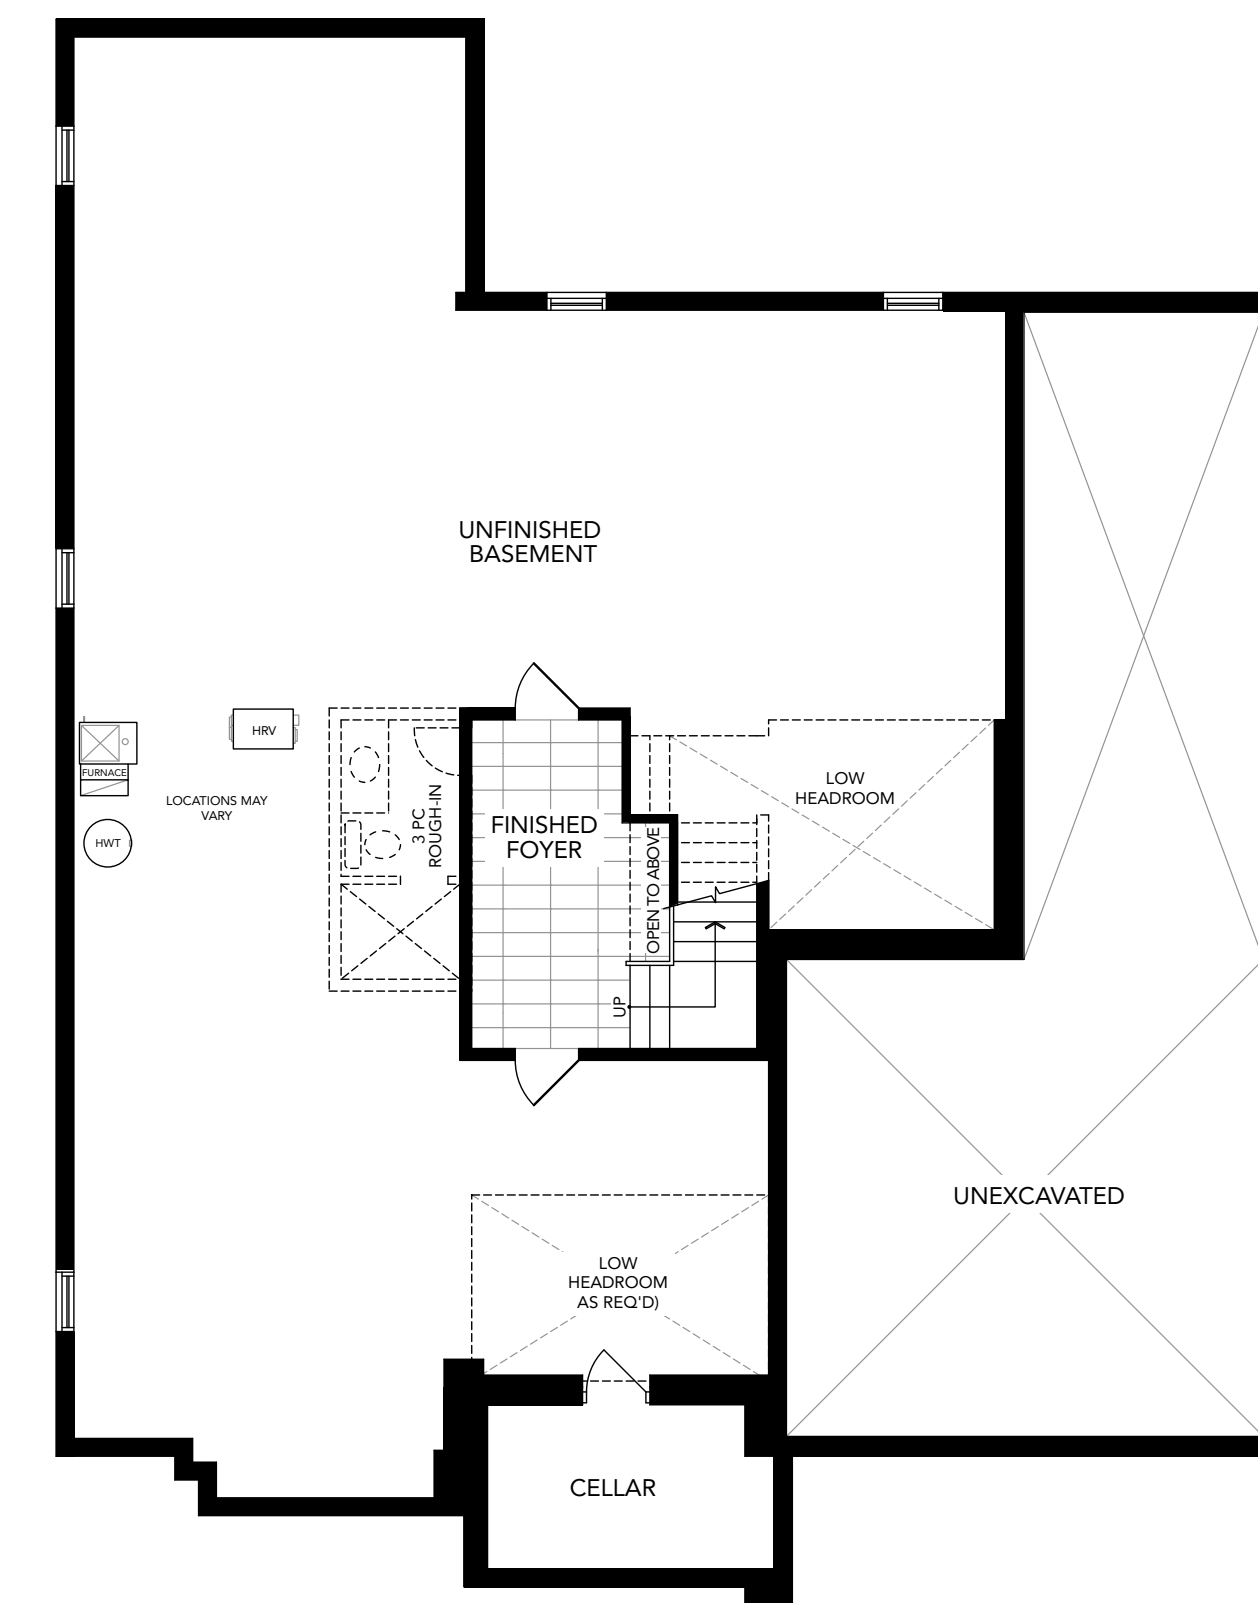 UNFINISHED
BASEMENT
HRV
FURNACE
LOCATIONS MAY
VARY
HWT
3 PC
ROUGH-IN
FINISHED
FOYER
OPEN TO ABOVE
LOW
HEADROOM
UP
UNEXCAVATED
LOW
HEADROOM
AS REQ'D)
CELLAR